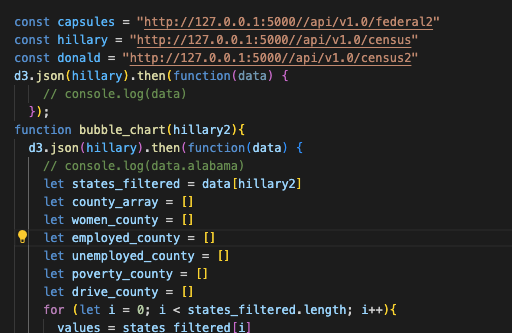 const capsules = "http://127.0.0.1:5000//api/v1.0/federal2"
const hillary = "http://127.0.0.1:5000//api/v1.0/census"
const donald = "http://127.0.0.1:5000//api/v1.0/census2"
d3.json(hillary).then(function(data) {
// console.log(data)
});
function bubble_chart(hillary2){
d3.json(hillary).then(function(data) {
// console.log(data.alabama)
let states_filtered = data[hillary2]
let county_array = []
let women_county = []
let employed_county = []
let unemployed_county = []
let poverty_county = []
let drive_county = []
for (let i = 0; i < states_filtered.length; i++){
values = states_filtered[i]